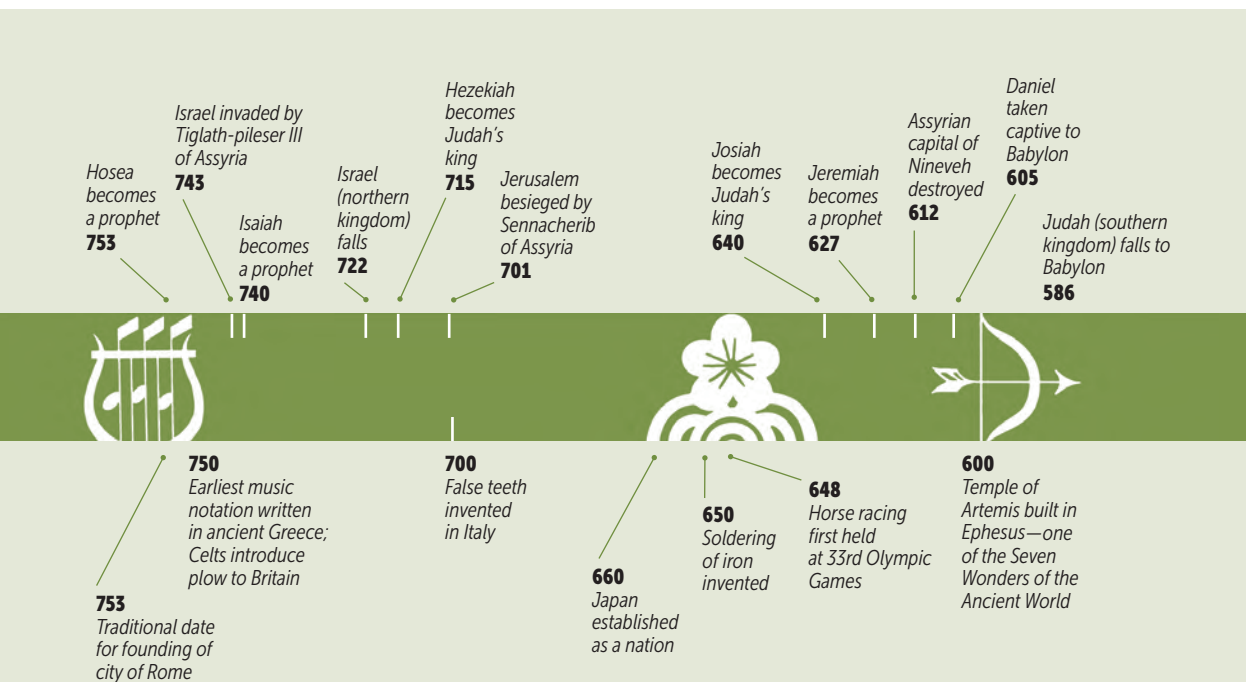 Hosea
becomes
a prophet
753
Israel invaded by
Tiglath-pileser III
of Assyria
743
Isaiah
becomes
a prophet
740
Israel
(northern
kingdom)
falls
722
Hezekiah
becomes
Judah's
king
715
Jerusalem
besieged by
Sennacherib
of Assyria
701
Josiah
becomes
Judah's
king
640
Jeremiah
becomes
a prophet
627
Assyrian
capital of
Nineveh
destroyed
612
Daniel
taken
captive to
Babylon
605
Judah (southern
kingdom) falls to
Babylon
586
753
Traditional date
for founding of
city of Rome
750
Earliest music
notation written
in ancient Greece;
Celts introduce
plow to Britain
700
False teeth
invented
in Italy
660
Japan
established
as a nation
650
Soldering
of iron
invented
648
Horse racing
first held
at 33rd Olympic
Games
600
Temple of
Artemis built in
Ephesus—one
of the Seven
Wonders of the
Ancient World